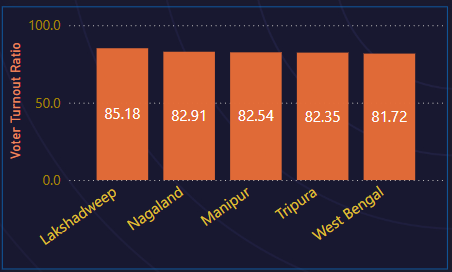 Voter Turnout Ratio
100.0
50.0
0.0
85.18
82.91
82.54
82.35
81.72
Lakshadweep
Nagaland
Manipur
Tripura
West Bengal